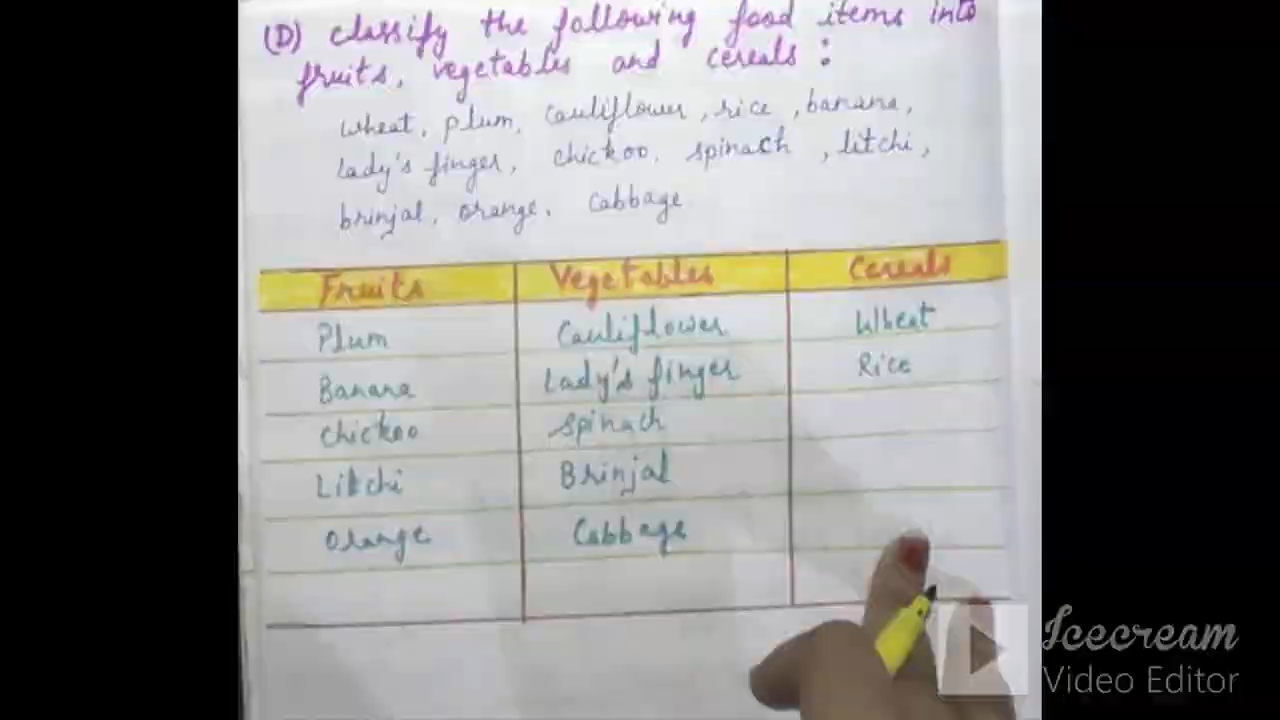 (D) classify the following food items into
fruits, vegetables and cereals :
wheat, plum, cauliflower, rice, banana,
lady's finger, chickoo, spinach, litchi,
brinjal, orange, cabbage
Fruits Vegetables Cereals
Plum Cauliflower Wheat
Banana Lady's finger Rice
Chickoo Spinach
Litchi Brinjal
Orange Cabbage
Icecream
Video Editor